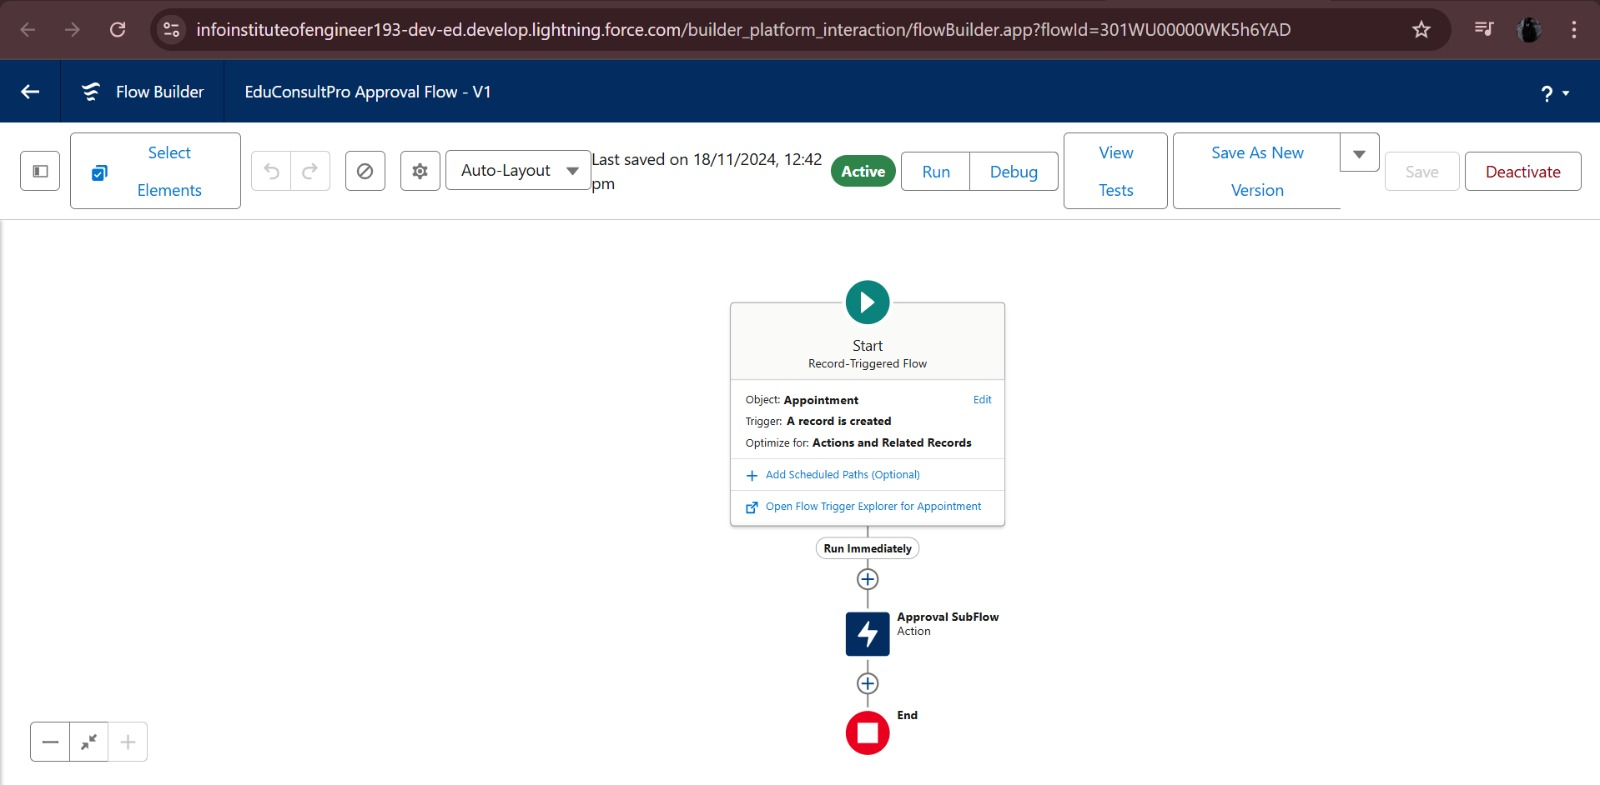 infoinstituteofengineer193-dev-ed.develop.lightning.force.com/builder_platform_interaction/flowBuilder.app?flowId=301WU00000WK5h6YAD
Flow Builder
EduConsultPro Approval Flow - V1
?
Select
Elements
Auto-Layout
Last saved on 18/11/2024, 12:42
pm
Active
Run
Debug
View
Tests
Save As New
Version
Save
Deactivate
Start
Record-Triggered Flow
Object: Appointment
Edit
Trigger: A record is created
Optimize for: Actions and Related Records
Add Scheduled Paths (Optional)
Open Flow Trigger Explorer for Appointment
Run Immediately
Approval SubFlow
Action
End